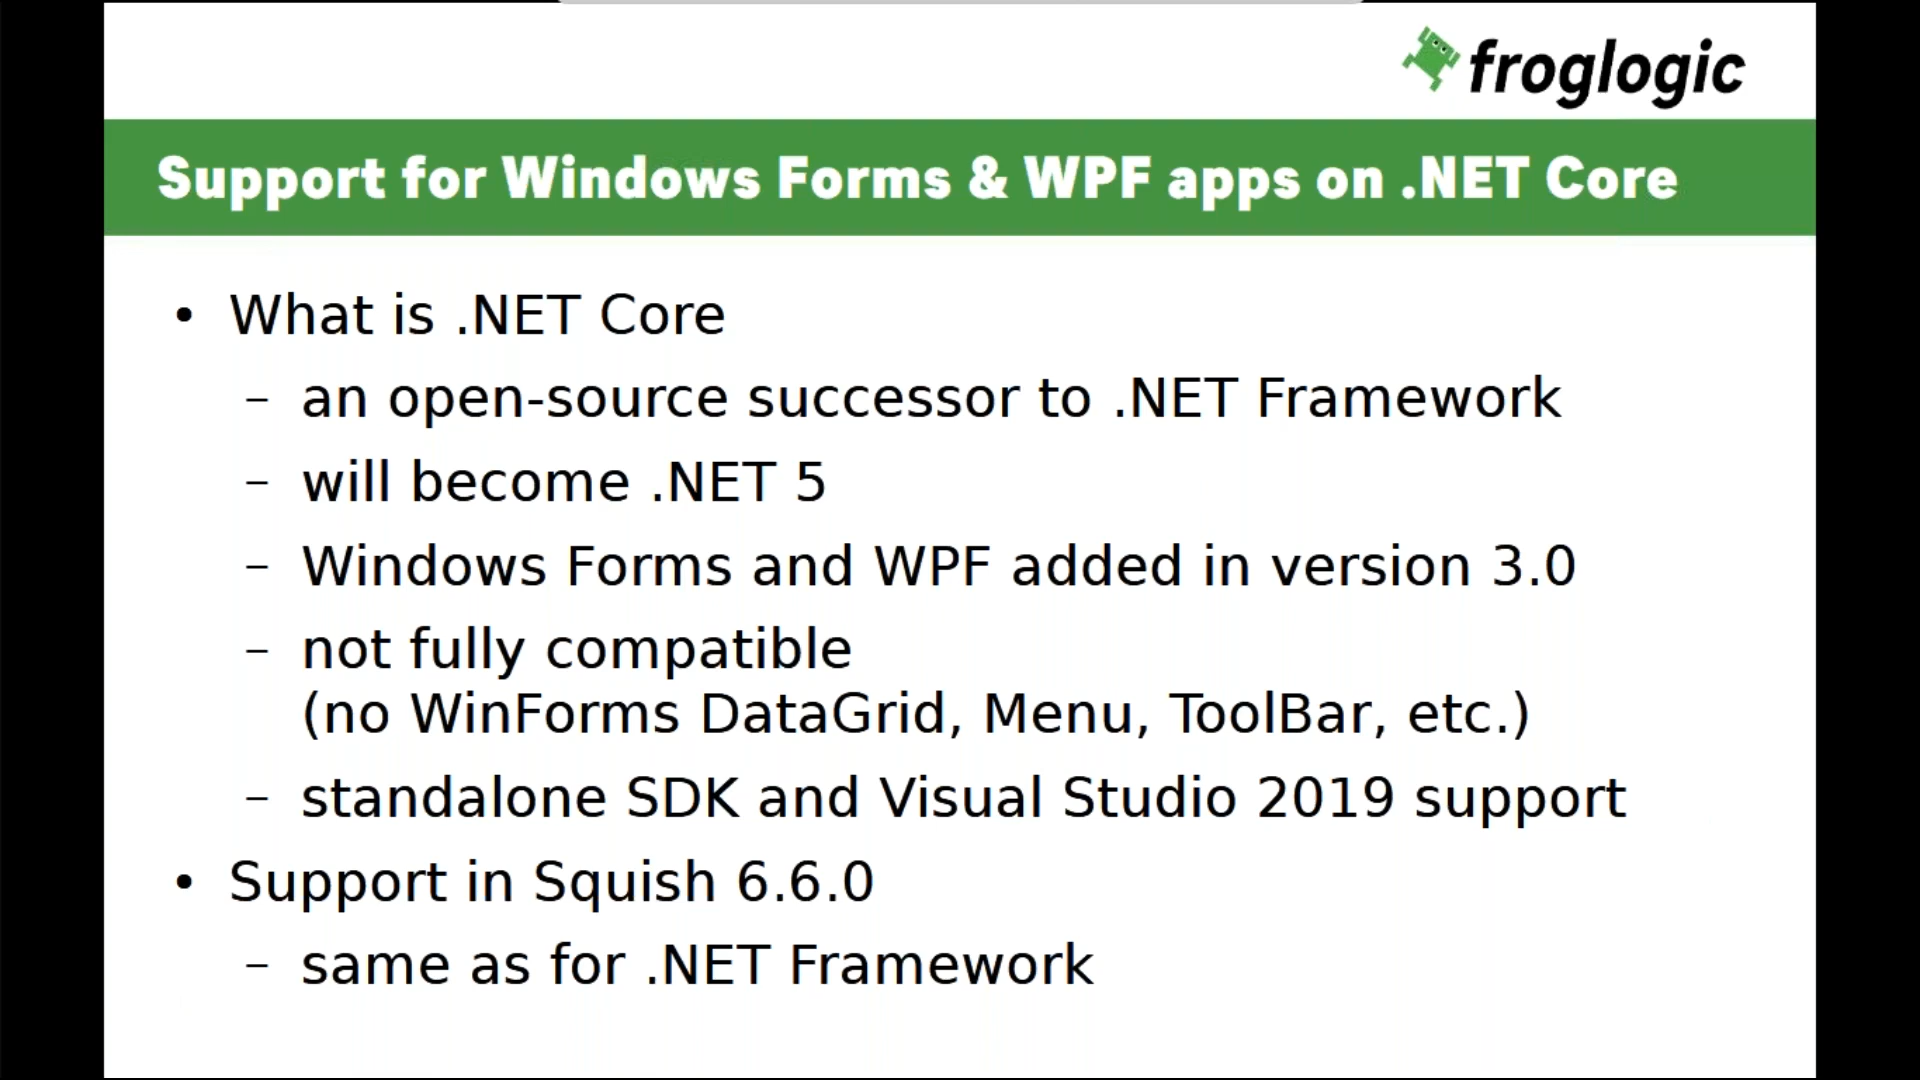 froglogic
Support for Windows Forms & WPF apps on .NET Core
• What is .NET Core
– an open-source successor to .NET Framework
– will become .NET 5
– Windows Forms and WPF added in version 3.0
– not fully compatible
(no WinForms DataGrid, Menu, ToolBar, etc.)
– standalone SDK and Visual Studio 2019 support
• Support in Squish 6.6.0
– same as for .NET Framework